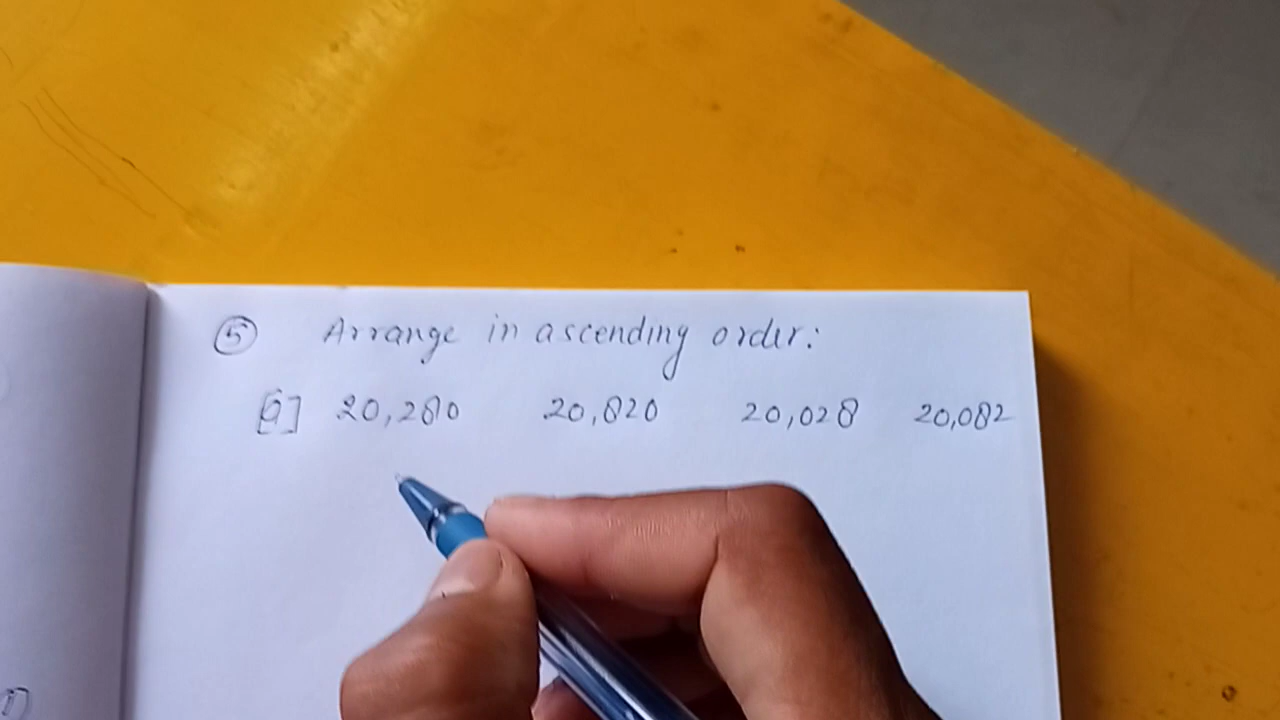 ⑤ Arrange in ascending order:
[a] 20,280 20,820 20,028 20,082